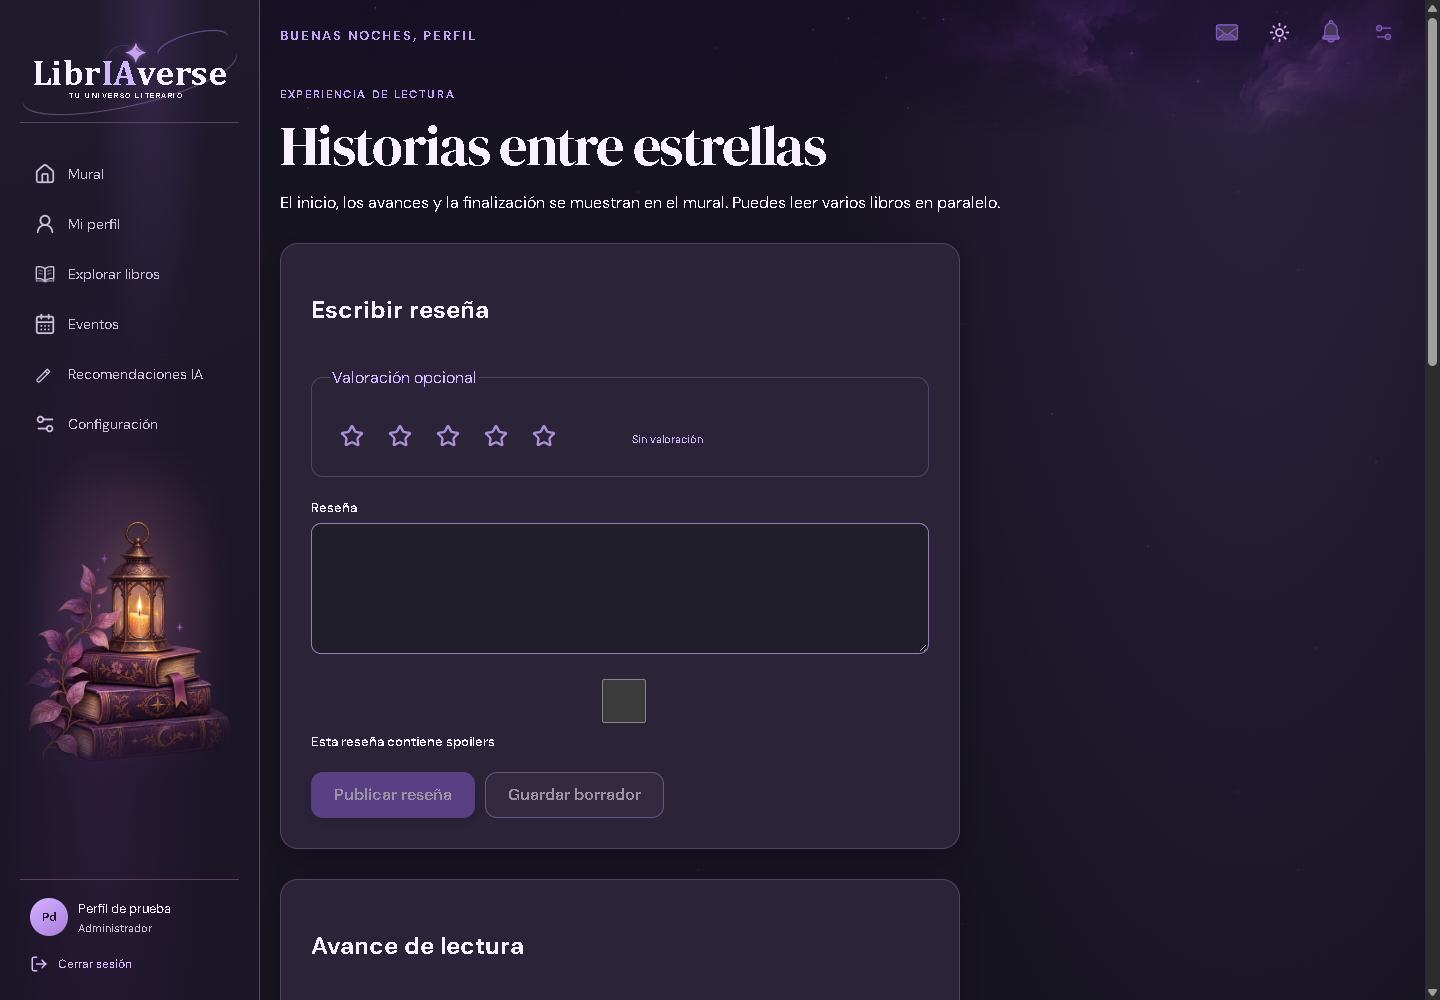 LibrIAverse
TU UNIVERSO LITERARIO
Mural
Mi perfil
Explorar libros
Eventos
Recomendaciones IA
Configuración
Perfil de prueba
Pd
Administrador
Cerrar sesión
BUENAS NOCHES, PERFIL
EXPERIENCIA DE LECTURA
Historias entre estrellas
El inicio, los avances y la finalización se muestran en el mural. Puedes leer varios libros en paralelo.
Escribir reseña
Valoración opcional
Sin valoración
Reseña
Esta reseña contiene spoilers
Publicar reseña
Guardar borrador
Avance de lectura